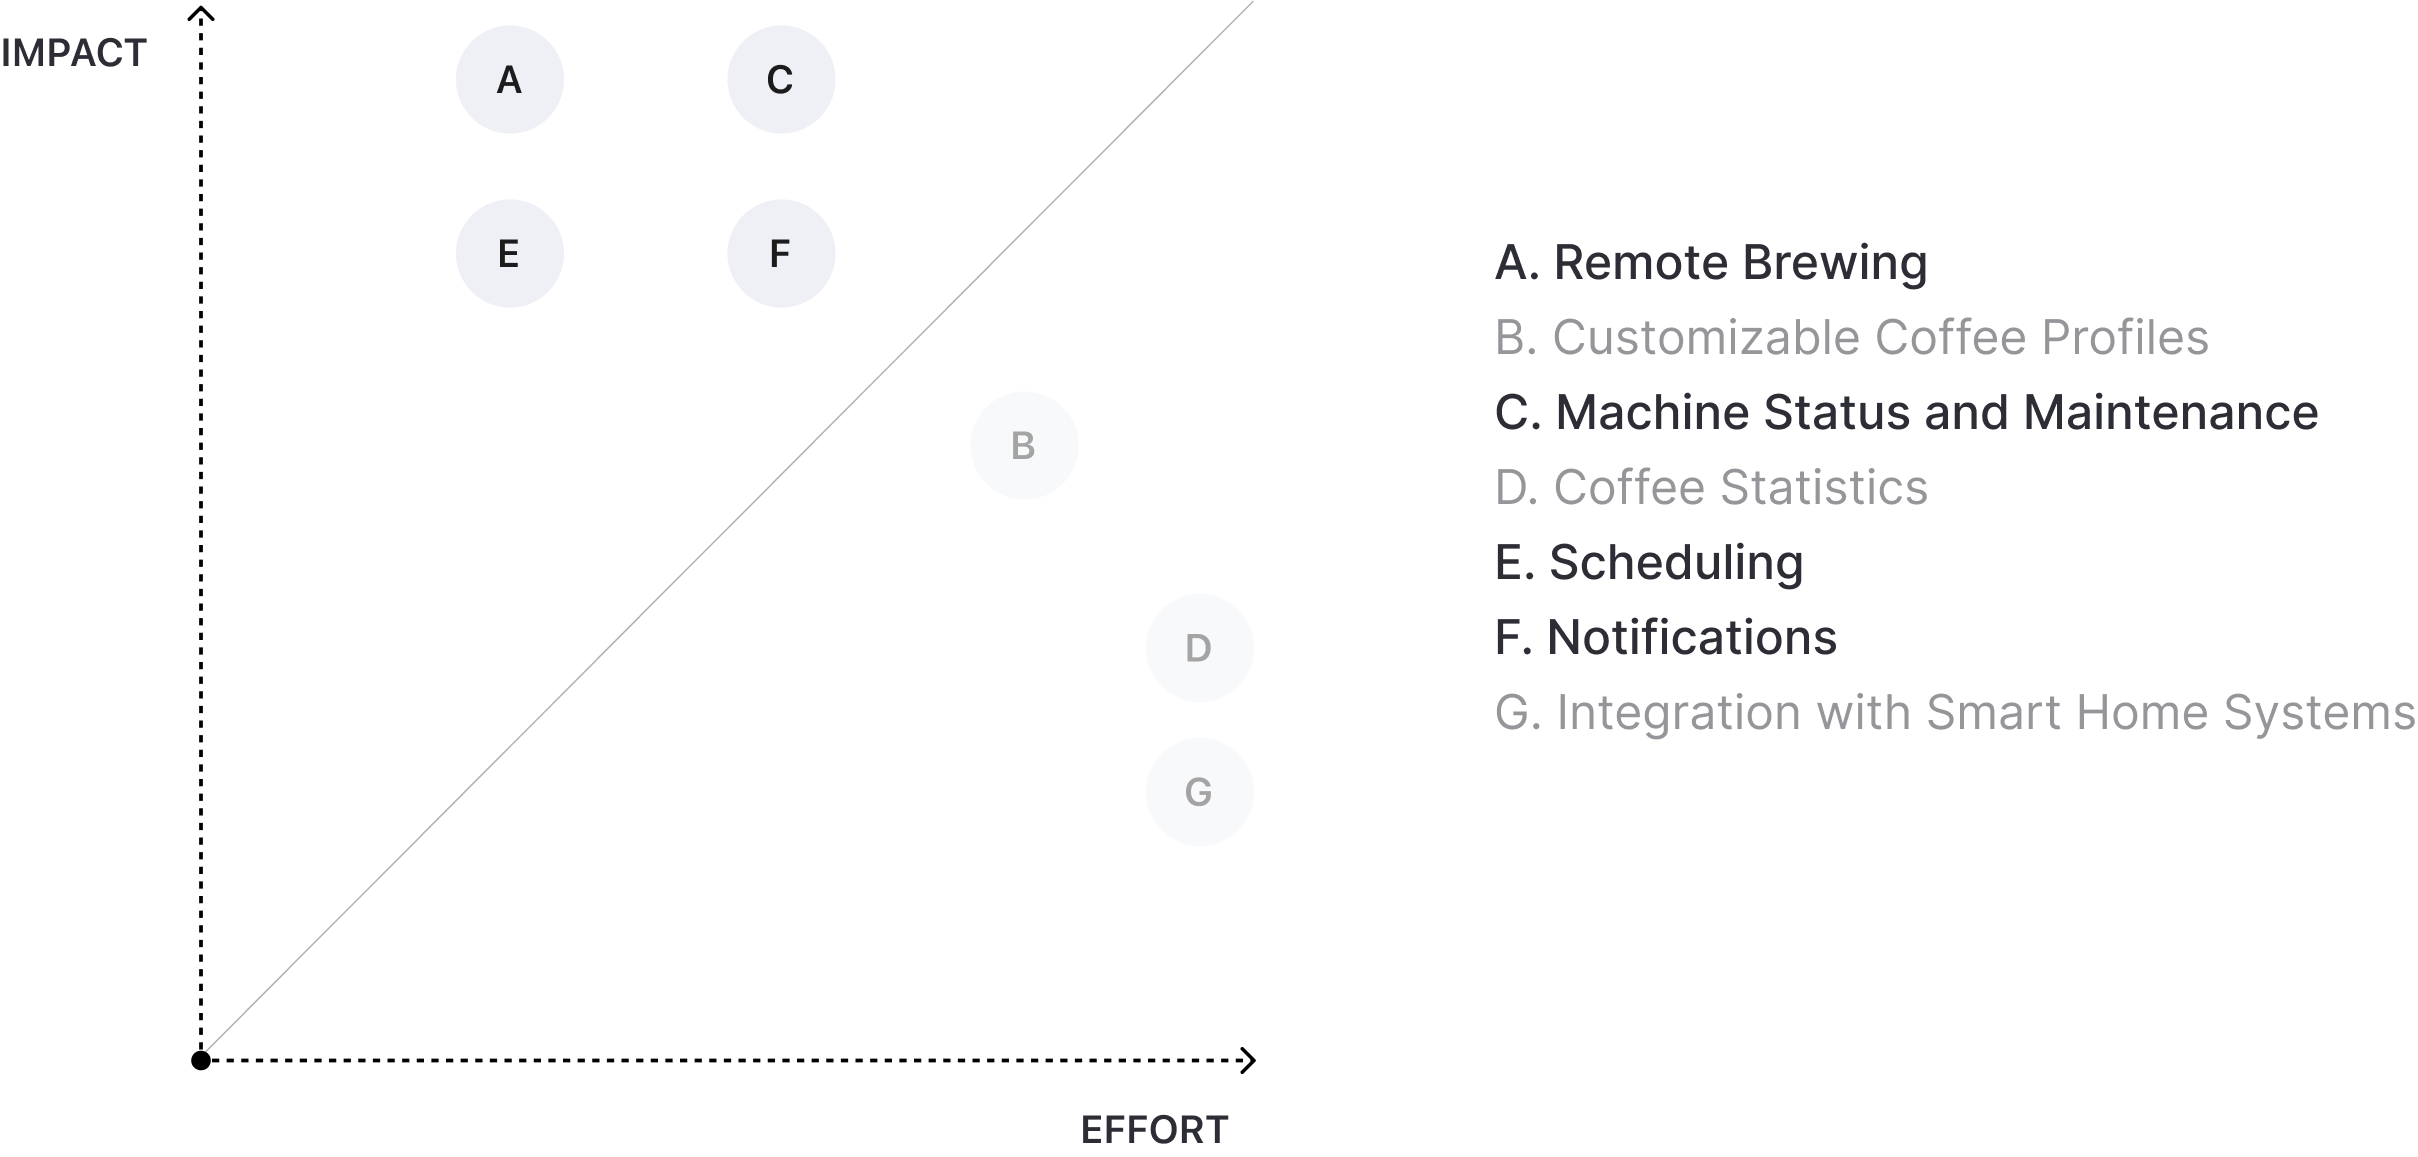 IMPACT
A
C
E
F
B
D
G
EFFORT
A. Remote Brewing
B. Customizable Coffee Profiles
C. Machine Status and Maintenance
D. Coffee Statistics
E. Scheduling
F. Notifications
G. Integration with Smart Home Systems